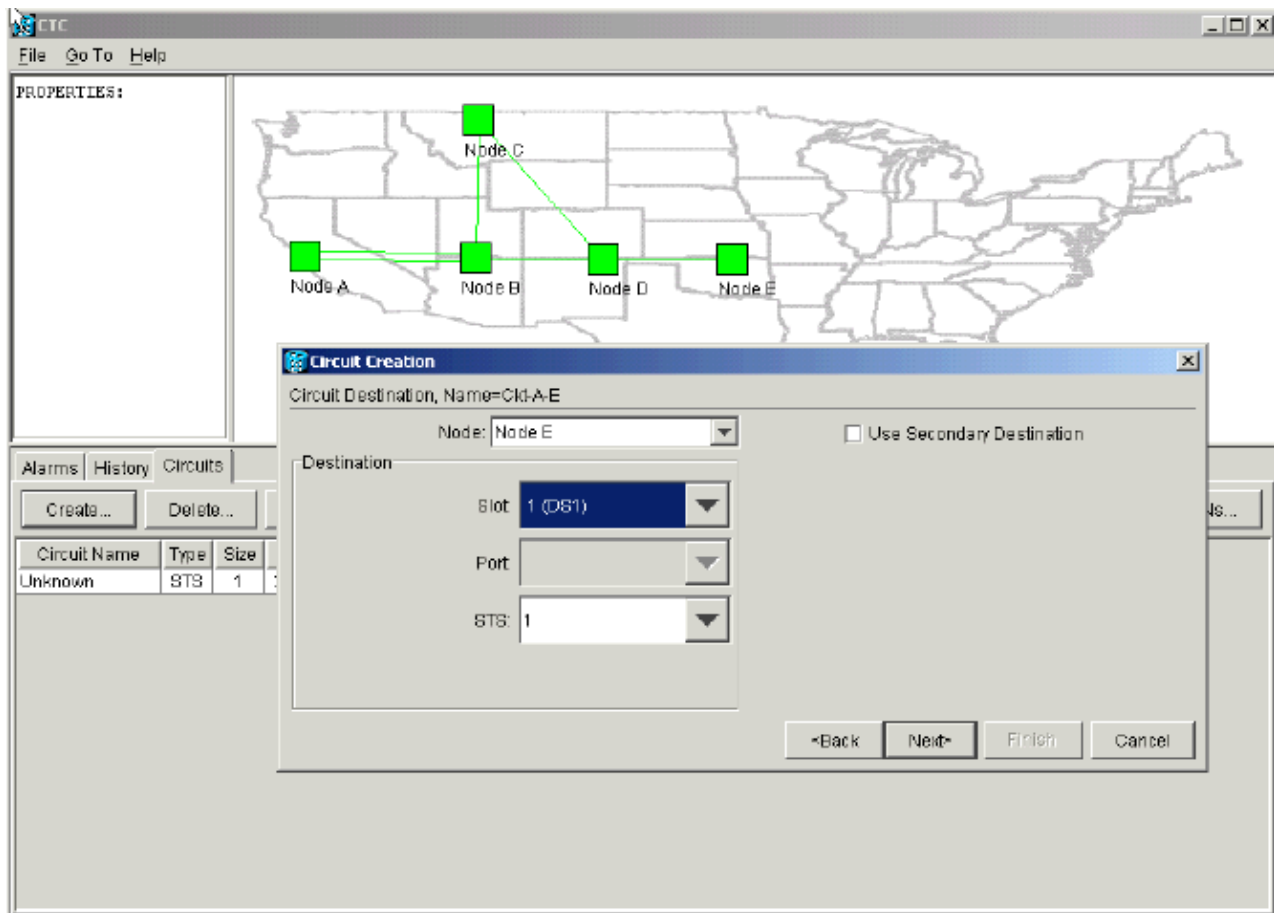 CTC
File Go To Help
PROPERTIES:
Node C
Node A
Node B
Node D
Node E
Circuit Creation
Circuit Destination, Name=Ckt-A-E
Node: Node E
Use Secondary Destination
Destination
Slot: 1 (DS1)
Port:
STS: 1
<Back Next> Finish Cancel
Alarms History Circuits
Create... Delete...
Circuit Name Type Size
Unknown STS 1